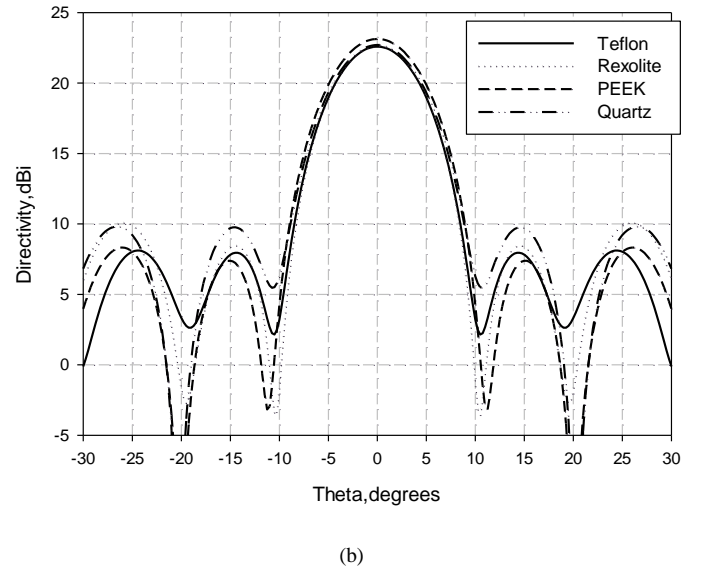 25
20
15
10
5
0
-5
Directivity,dBi
Teflon
Rexolite
PEEK
Quartz
-30 -25 -20 -15 -10 -5 0 5 10 15 20 25 30
Theta,degrees
(b)